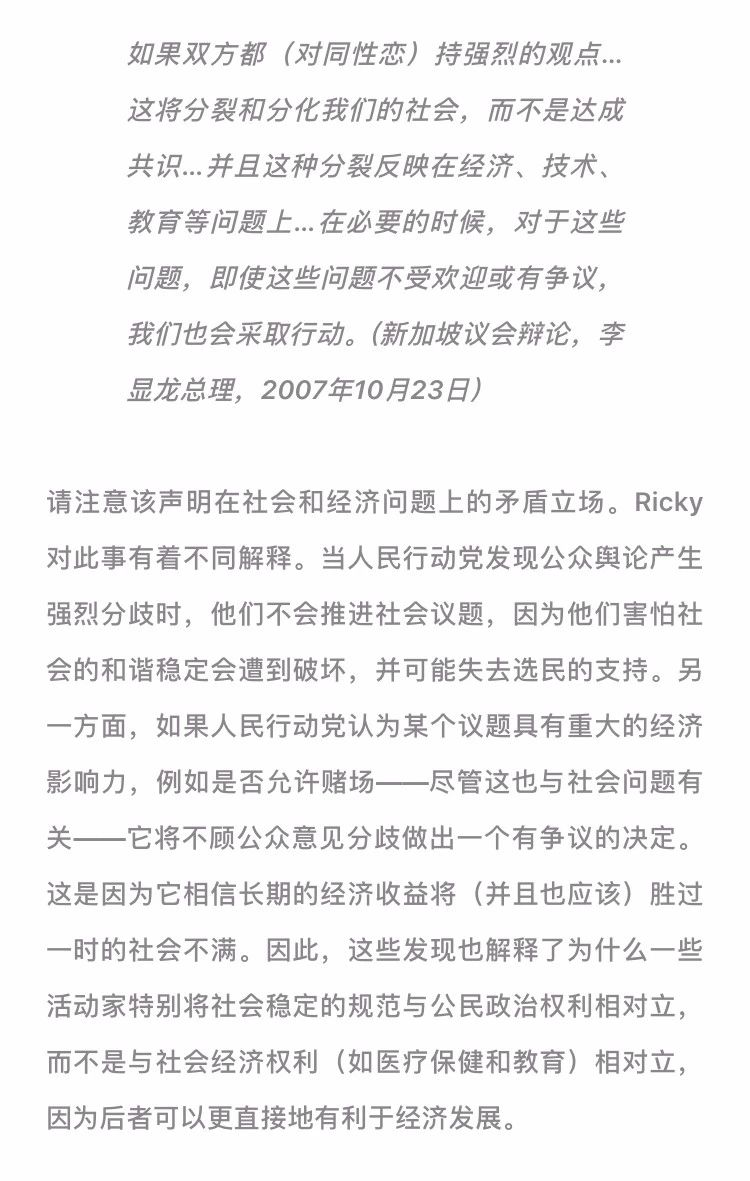 如果双方都（对同性恋）持强烈的观点...
这将分裂和分化我们的社会，而不是达成
共识...并且这种分裂反映在经济、技术、
教育等问题上...在必要的时候，对于这些
问题，即使这些问题不受欢迎或有争议，
我们也会采取行动。（新加坡议会辩论，李
显龙总理，2007年10月23日）
请注意该声明在社会和经济问题上的矛盾立场。Ricky
对此事有着不同解释。当人民行动党发现公众舆论产生
强烈分歧时，他们不会推进社会议题，因为他们害怕社
会的和谐稳定会遭到破坏，并可能失去选民的支持。另
一方面，如果人民行动党认为某个议题具有重大的经济
影响力，例如是否允许赌场——尽管这也与社会问题有
关——它将不顾公众意见分歧做出一个有争议的决定。
这是因为它相信长期的经济收益将（并且也应该）胜过
一时的社会不满。因此，这些发现也解释了为什么一些
活动家特别将社会稳定的规范与公民政治权利相对立，
而不是与社会经济权利（如医疗保健和教育）相对立，
因为后者可以更直接地有利于经济发展。